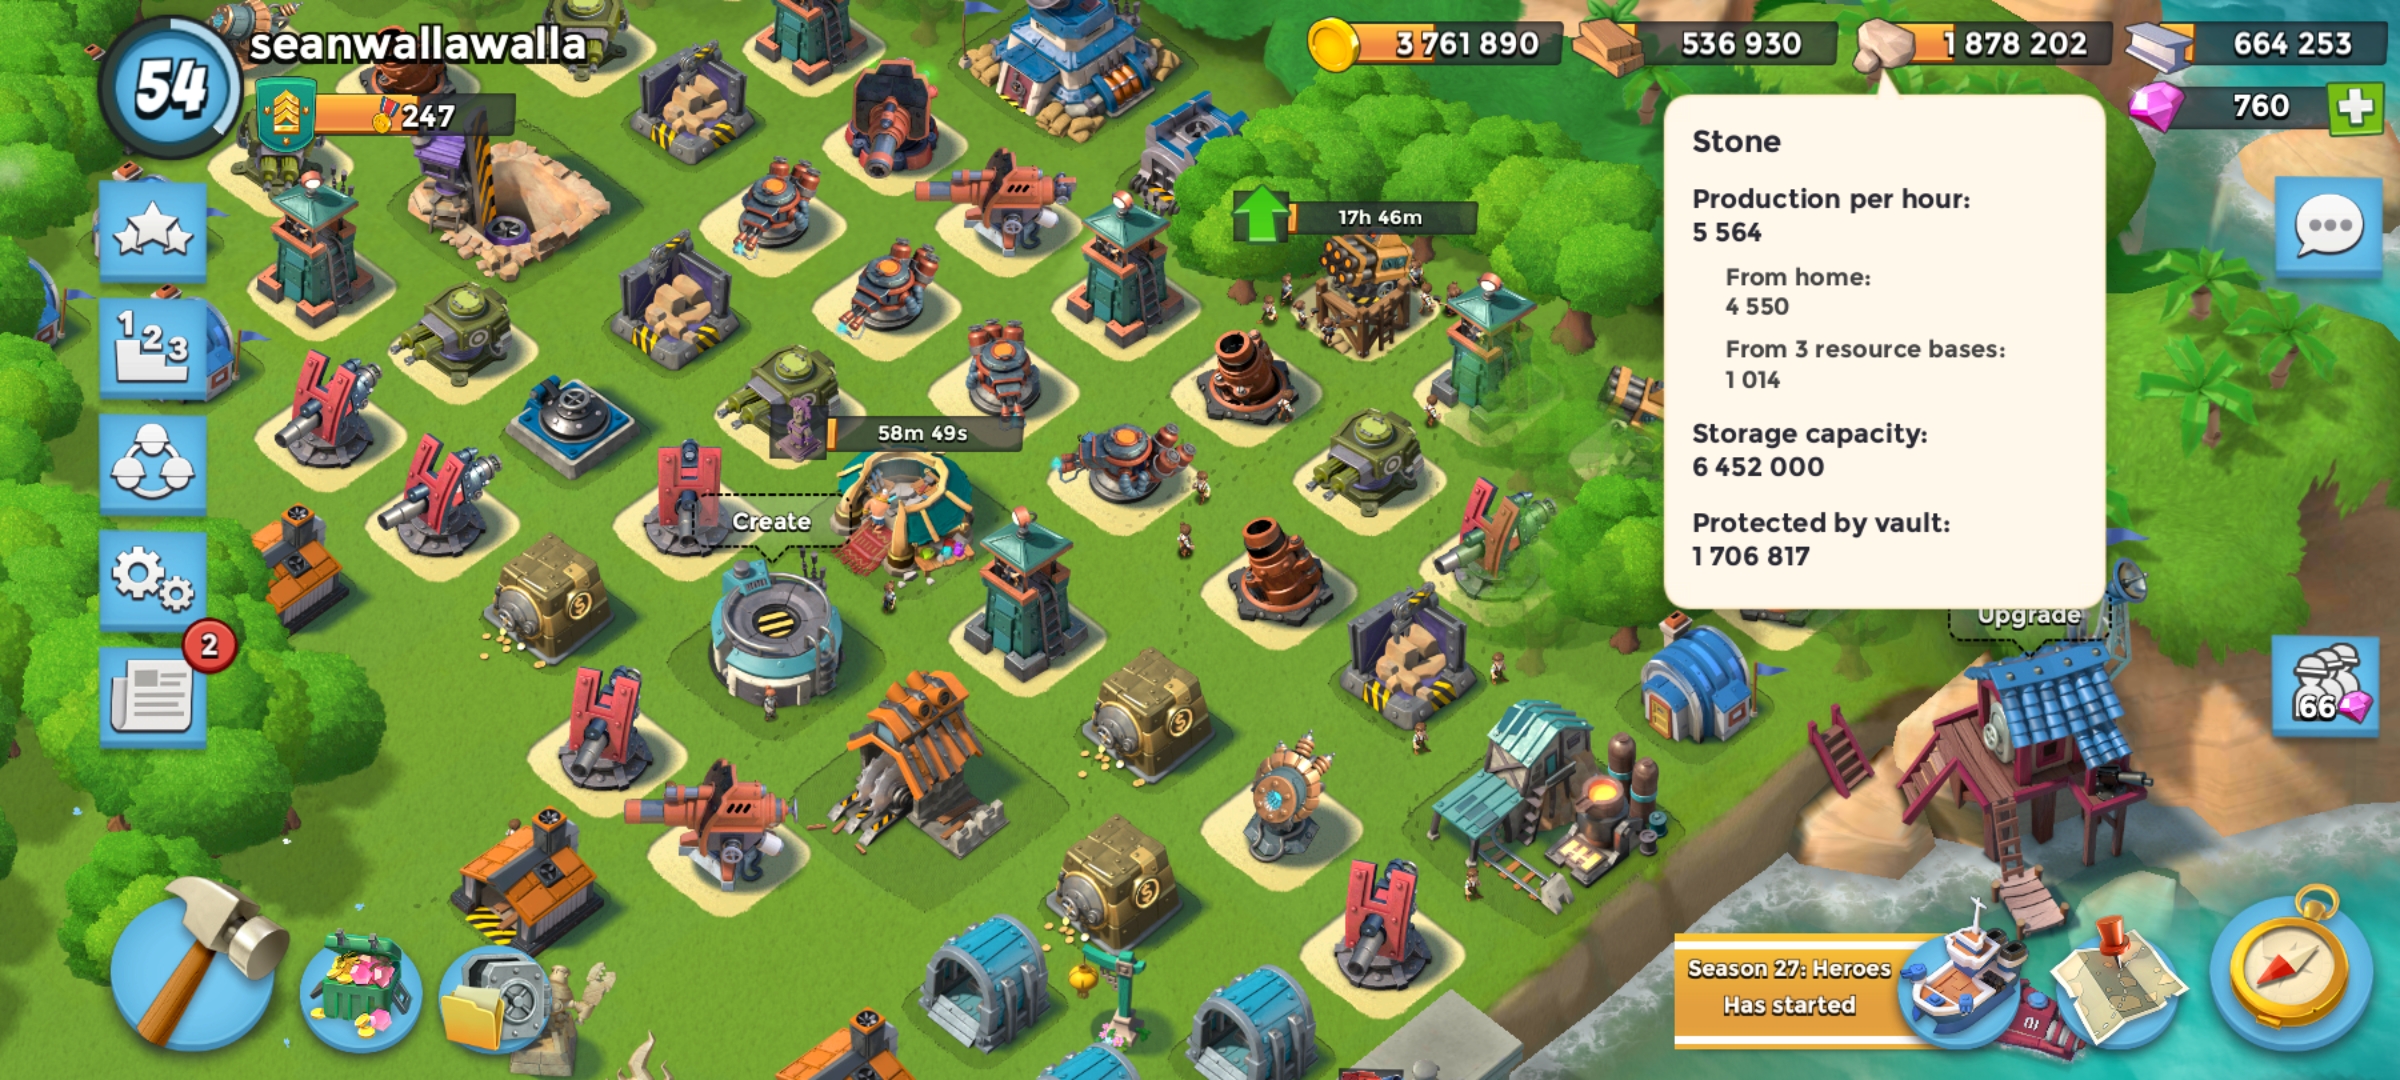 54
seanwallawalla
247
3 761 890
536 930
1 878 202
664 253
760
Stone
Production per hour:
5 564
From home:
4 550
From 3 resource bases:
1 014
Storage capacity:
6 452 000
Protected by vault:
1 706 817
17h 46m
123
58m 49s
Create
2
Upgrade
66
Season 27: Heroes
Has started